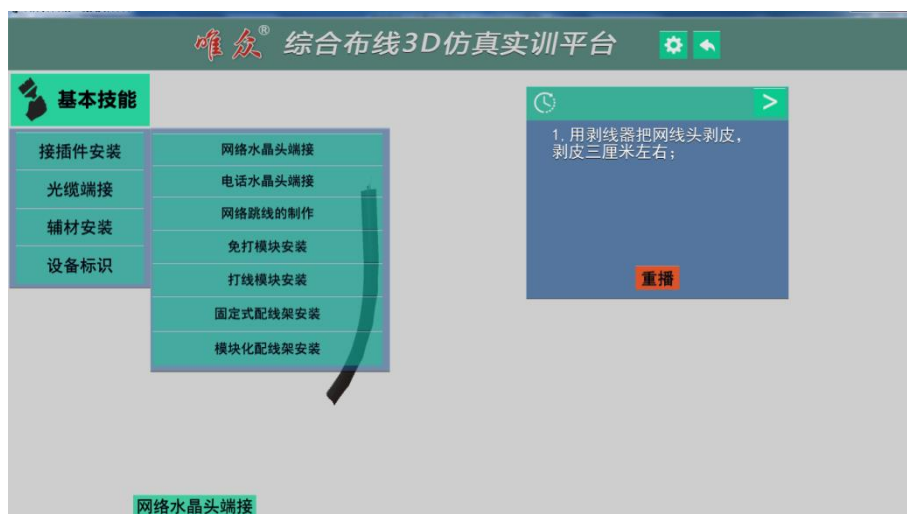 唯众® 综合布线3D仿真实训平台
基本技能
接插件安装
光缆端接
辅材安装
设备标识
网络水晶头端接
电话水晶头端接
网络跳线的制作
免打模块安装
打线模块安装
固定式配线架安装
模块化配线架安装
>
1.用剥线器把网线头剥皮，
剥皮三厘米左右；
重播
网络水晶头端接